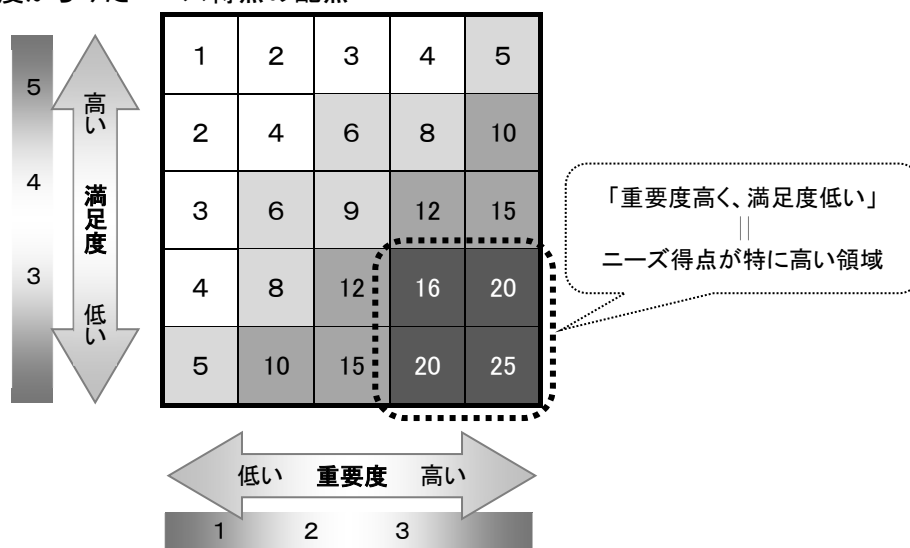 1 2 3 4 5
2 4 6 8 10
3 6 9 12 15
4 8 12 16 20
5 10 15 20 25
5
4
3
高い
満足度
低い
「重要度高く、満足度低い」
||
ニーズ得点が特に高い領域
低い 重要度 高い
1 2 3